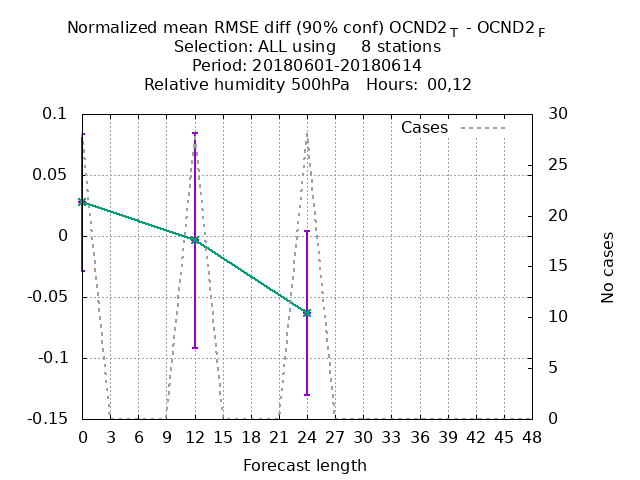 Normalized mean RMSE diff (90% conf) OCND2 T - OCND2 F
Selection: ALL using 8 stations
Period: 20180601-20180614
Relative humidity 500hPa Hours: 00,12
Cases
0.1
0.05
0
-0.05
-0.1
-0.15
30
25
20
15
10
5
0
No cases
0 3 6 9 12 15 18 21 24 27 30 33 36 39 42 45 48
Forecast length